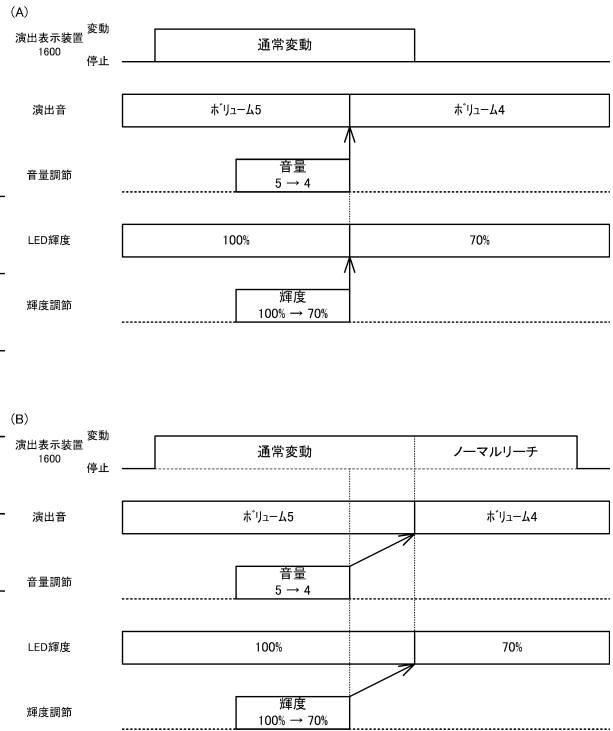 (A)
変動
演出表示装置
1600
停止
通常変動
演出音
ﾎﾞﾘｭｰﾑ5
ﾎﾞﾘｭｰﾑ4
音量調節
音量
5 → 4
LED輝度
100%
70%
輝度調節
輝度
100% → 70%
(B)
変動
演出表示装置
1600
停止
通常変動
ノーマルリーチ
演出音
ﾎﾞﾘｭｰﾑ5
ﾎﾞﾘｭｰﾑ4
音量調節
音量
5 → 4
LED輝度
100%
70%
輝度調節
輝度
100% → 70%